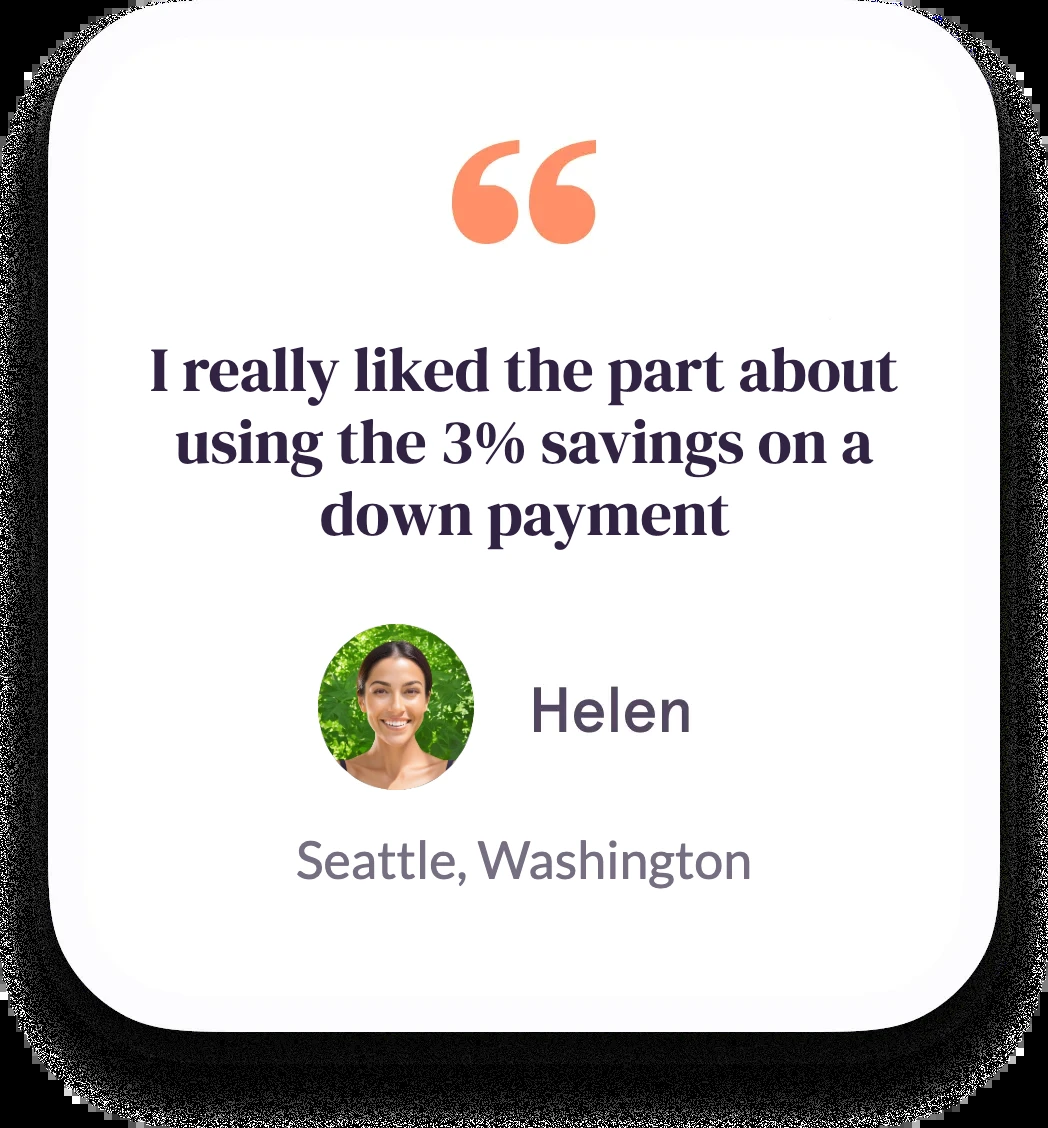 “
I really liked the part about
using the 3% savings on a
down payment
Helen
Seattle, Washington